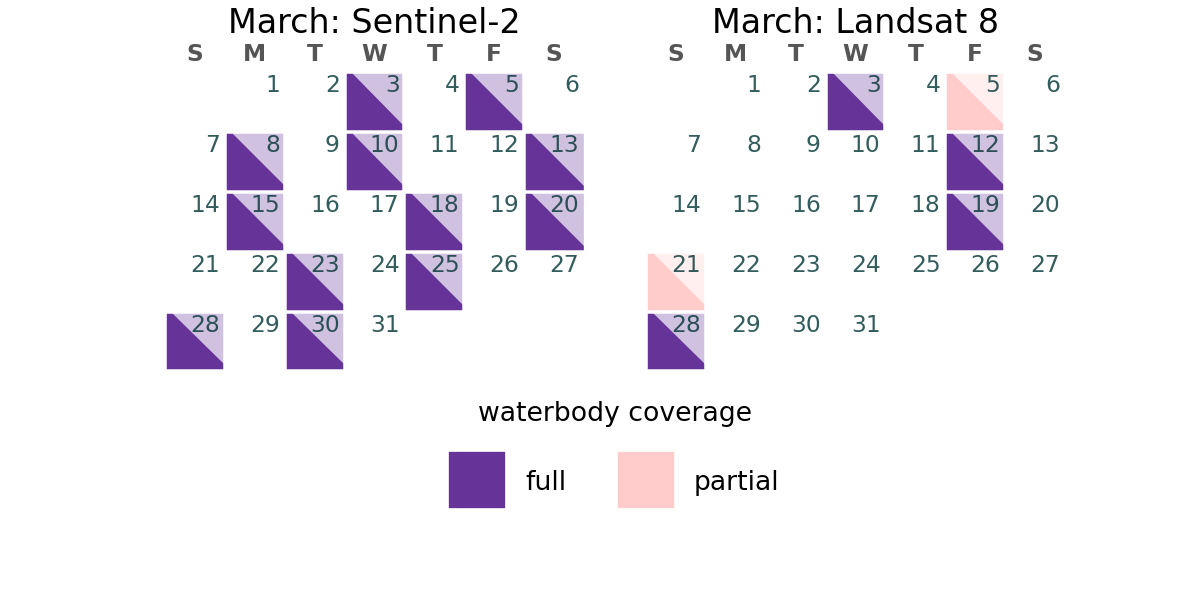 March: Sentinel-2
S M T W T F S
1 2 3 4 5 6
7 8 9 10 11 12 13
14 15 16 17 18 19 20
21 22 23 24 25 26 27
28 29 30 31
March: Landsat 8
S M T W T F S
1 2 3 4 5 6
7 8 9 10 11 12 13
14 15 16 17 18 19 20
21 22 23 24 25 26 27
28 29 30 31
waterbody coverage
full
partial